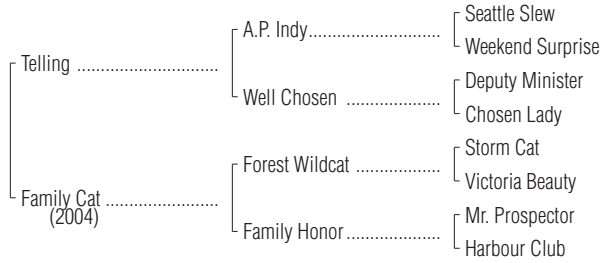 Seattle Slew
A.P. Indy............................
Weekend Surprise
Telling ..............................
Deputy Minister
Well Chosen ....................
Chosen Lady
Storm Cat
Forest Wildcat ..................
Victoria Beauty
Family Cat ........................
(2004)
Mr. Prospector
Family Honor....................
Harbour Club